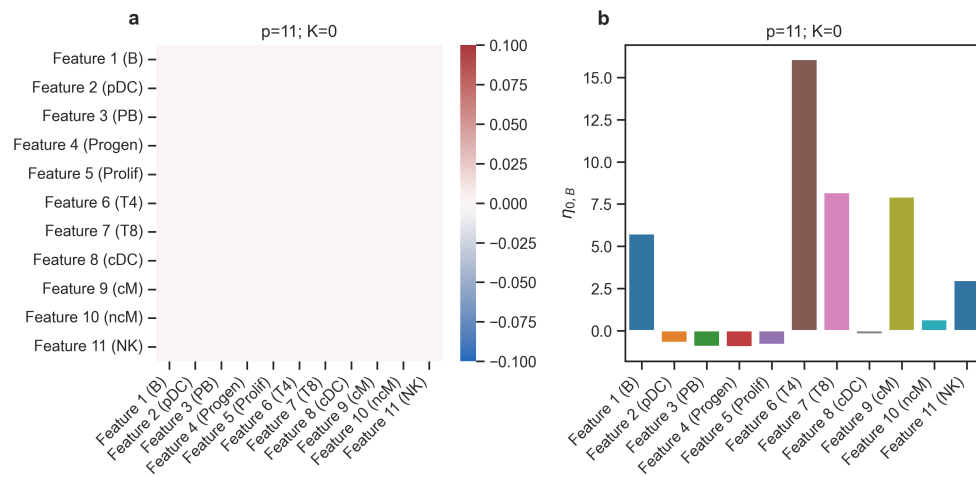 a
p=11; K=0
Feature 1 (B)
Feature 2 (pDC)
Feature 3 (PB)
Feature 4 (Progen)
Feature 5 (Prolif)
Feature 6 (T4)
Feature 7 (T8)
Feature 8 (cDC)
Feature 9 (cM)
Feature 10 (ncM)
Feature 11 (NK)
Feature 1 (B)
Feature 2 (pDC)
Feature 3 (PB)
Feature 4 (Progen)
Feature 5 (Prolif)
Feature 6 (T4)
Feature 7 (T8)
Feature 8 (cDC)
Feature 9 (cM)
Feature 10 (ncM)
Feature 11 (NK)
0.100
0.075
0.050
0.025
0.000
−0.025
−0.050
−0.075
−0.100
b
p=11; K=0
η0, B
15.0
12.5
10.0
7.5
5.0
2.5
0.0
Feature 1 (B)
Feature 2 (pDC)
Feature 3 (PB)
Feature 4 (Progen)
Feature 5 (Prolif)
Feature 6 (T4)
Feature 7 (T8)
Feature 8 (cDC)
Feature 9 (cM)
Feature 10 (ncM)
Feature 11 (NK)